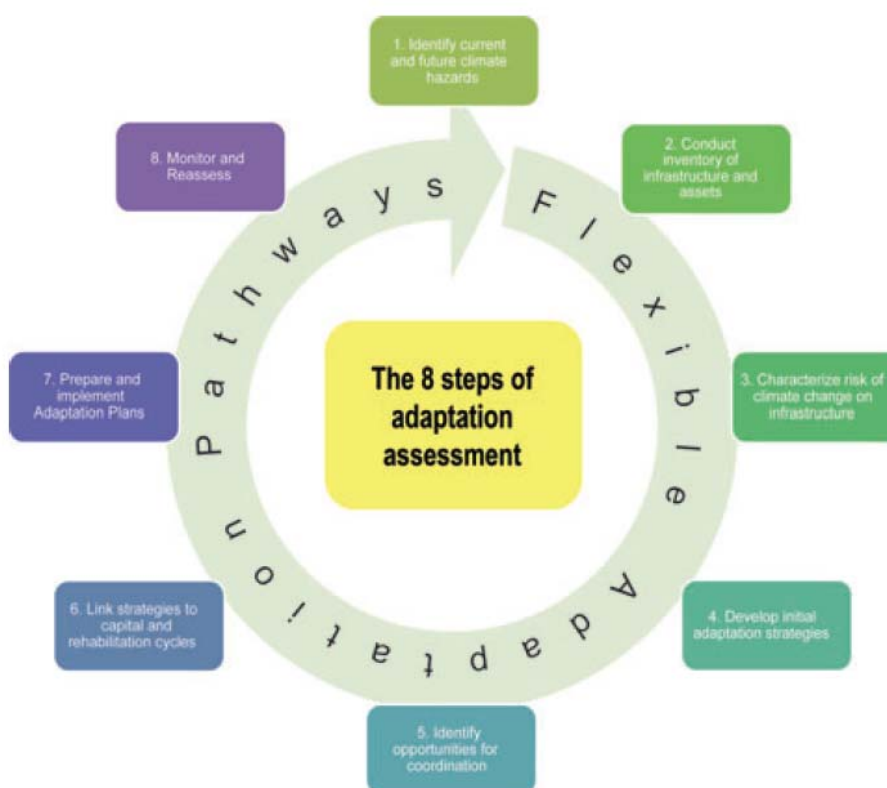 1. Identify current
and future climate
hazards
2. Conduct
inventory of
infrastructure and
assets
3. Characterize risk of
climate change on
infrastructure
4. Develop initial
adaptation strategies
5. Identify
opportunities for
coordination
6. Link strategies to
capital and
rehabilitation cycles
7. Prepare and
implement
Adaptation Plans
8. Monitor and
Reassess
Flexible Adaptation Pathways
The 8 steps of
adaptation
assessment